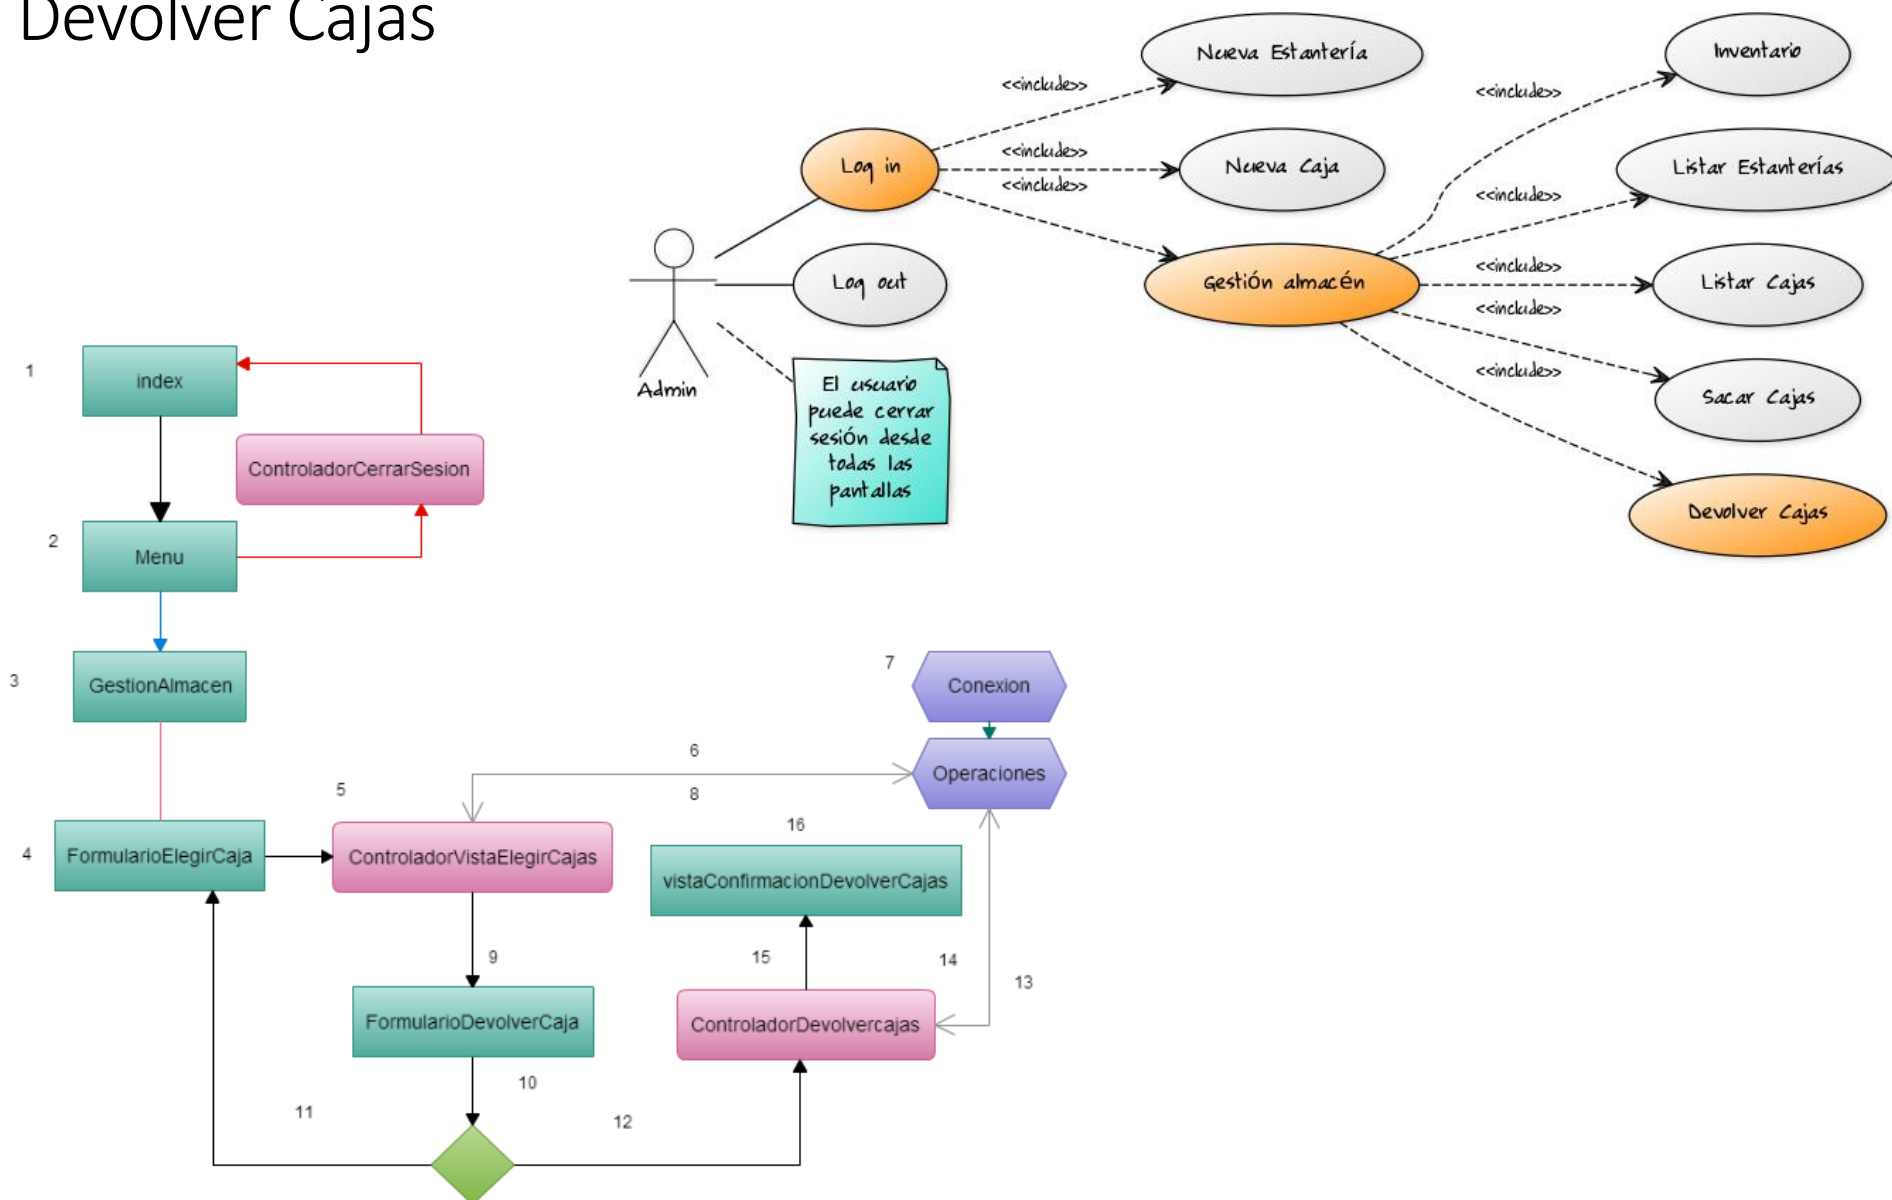 Devolver Cajas
Nueva Estantería
Inventario
<<include>>
<<include>>
Log in
<<include>>
Nueva Caja
Listar Estanterías
<<include>>
<<include>>
Log out
Gestión almacén
<<include>>
Listar Cajas
<<include>>
Admin
El usuario
puede cerrar
sesión desde
todas las
pantallas
<<include>>
Sacar Cajas
Devolver Cajas
1
index
ControladorCerrarSesion
2
Menu
3
GestionAlmacen
7
Conexion
6
Operaciones
5
8
16
4
FormularioElegirCaja
ControladorVistaElegirCajas
vistaConfirmacionDevolverCajas
9
15
14
13
FormularioDevolverCaja
ControladorDevolvercajas
10
11
12